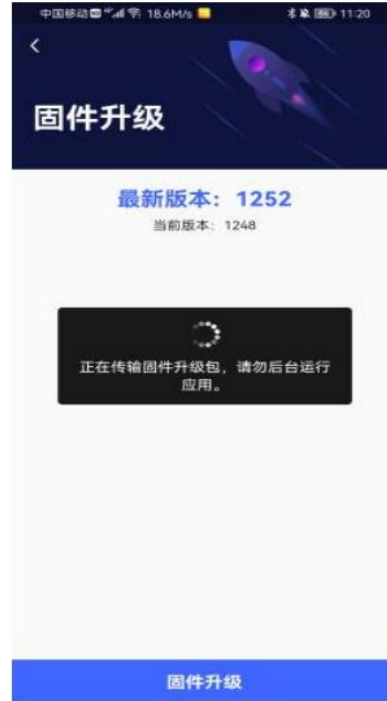 中国移动 HD 4G 18.6M/s 11:20
固件升级
最新版本：1252
当前版本：1248
正在传输固件升级包，请勿后台运行
应用。
固件升级